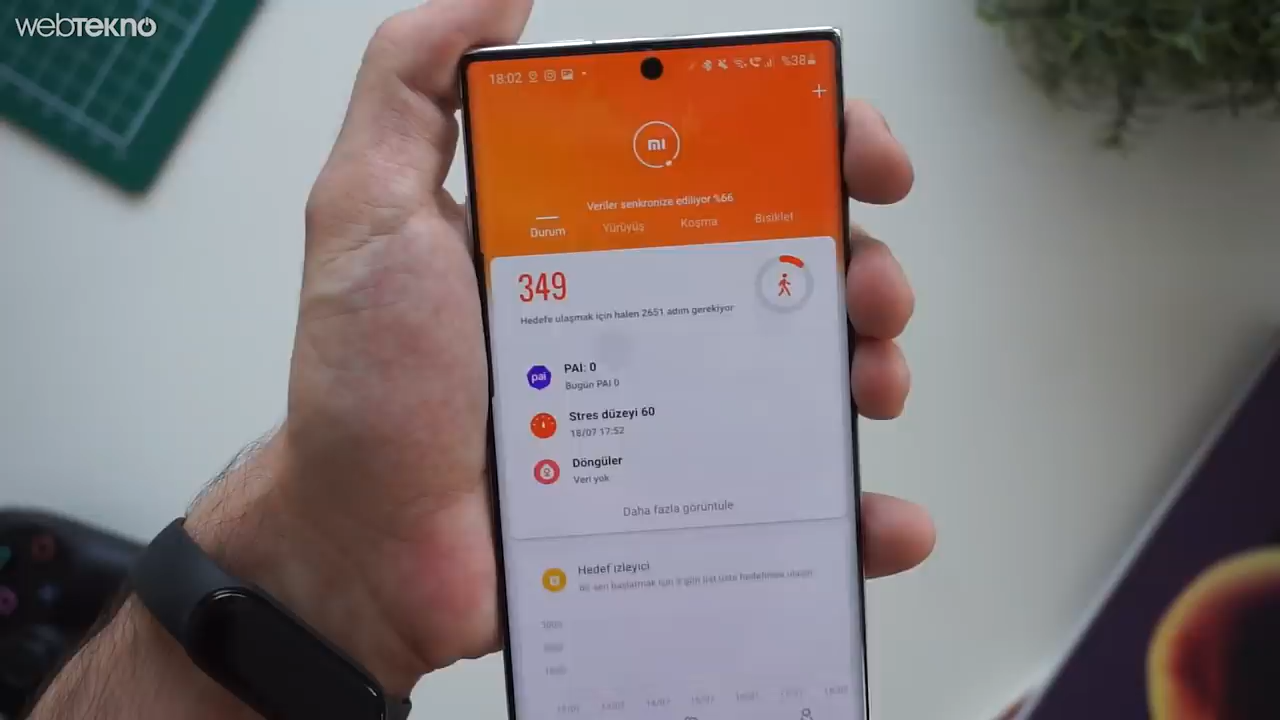 webTEKNO
18:02
%38
mi
Veriler senkronize ediliyor %66
Durum Yürüyüş Koşma Bisiklet
349
Hedefe ulaşmak için halen 2651 adım gerekiyor
pai
PAI: 0
Bugün PAI 0
Stres düzeyi 60
18/07 17:52
Döngüler
Veri yok
Daha fazla görüntüle
Hedef izleyici